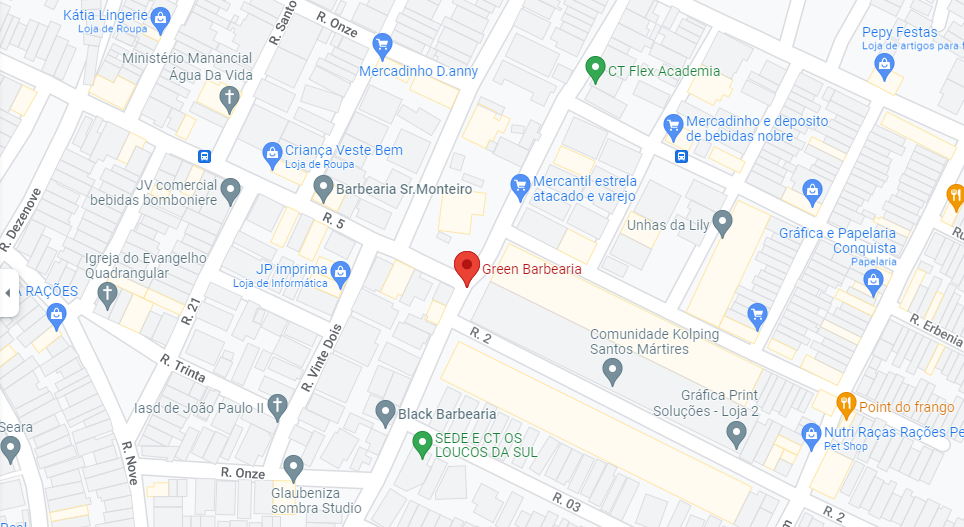 Kátia Lingerie
Loja de Roupa
R. Santo
R. Onze
Pepy Festas
Loja de artigos para f
Ministério Manancial
Água Da Vida
Mercadinho D.anny
CT Flex Academia
Mercadinho e deposito
de bebidas nobre
Criança Veste Bem
Loja de Roupa
JV comercial
bebidas bomboniere
Barbearia Sr.Monteiro
Mercantil estrela
atacado e varejo
R. Dezenove
R. 5
Unhas da Lily
Gráfica e Papelaria
Conquista
Papelaria
Ru
Igreja do Evangelho
Quadrangular
JP imprima
Loja de Informática
Green Barbearia
A RAÇÕES
R. 21
R. Erbenia
R. Vinte Dois
R. 2
Comunidade Kolping
Santos Mártires
R. Trinta
Gráfica Print
Soluções - Loja 2
Iasd de João Paulo II
Black Barbearia
Point do frango
Seara
SEDE E CT OS
LOUCOS DA SUL
Nutri Raças Rações Pe
Pet Shop
R. Nove
R. Onze
Glaubeniza
sombra Studio
R. 03
R. 2